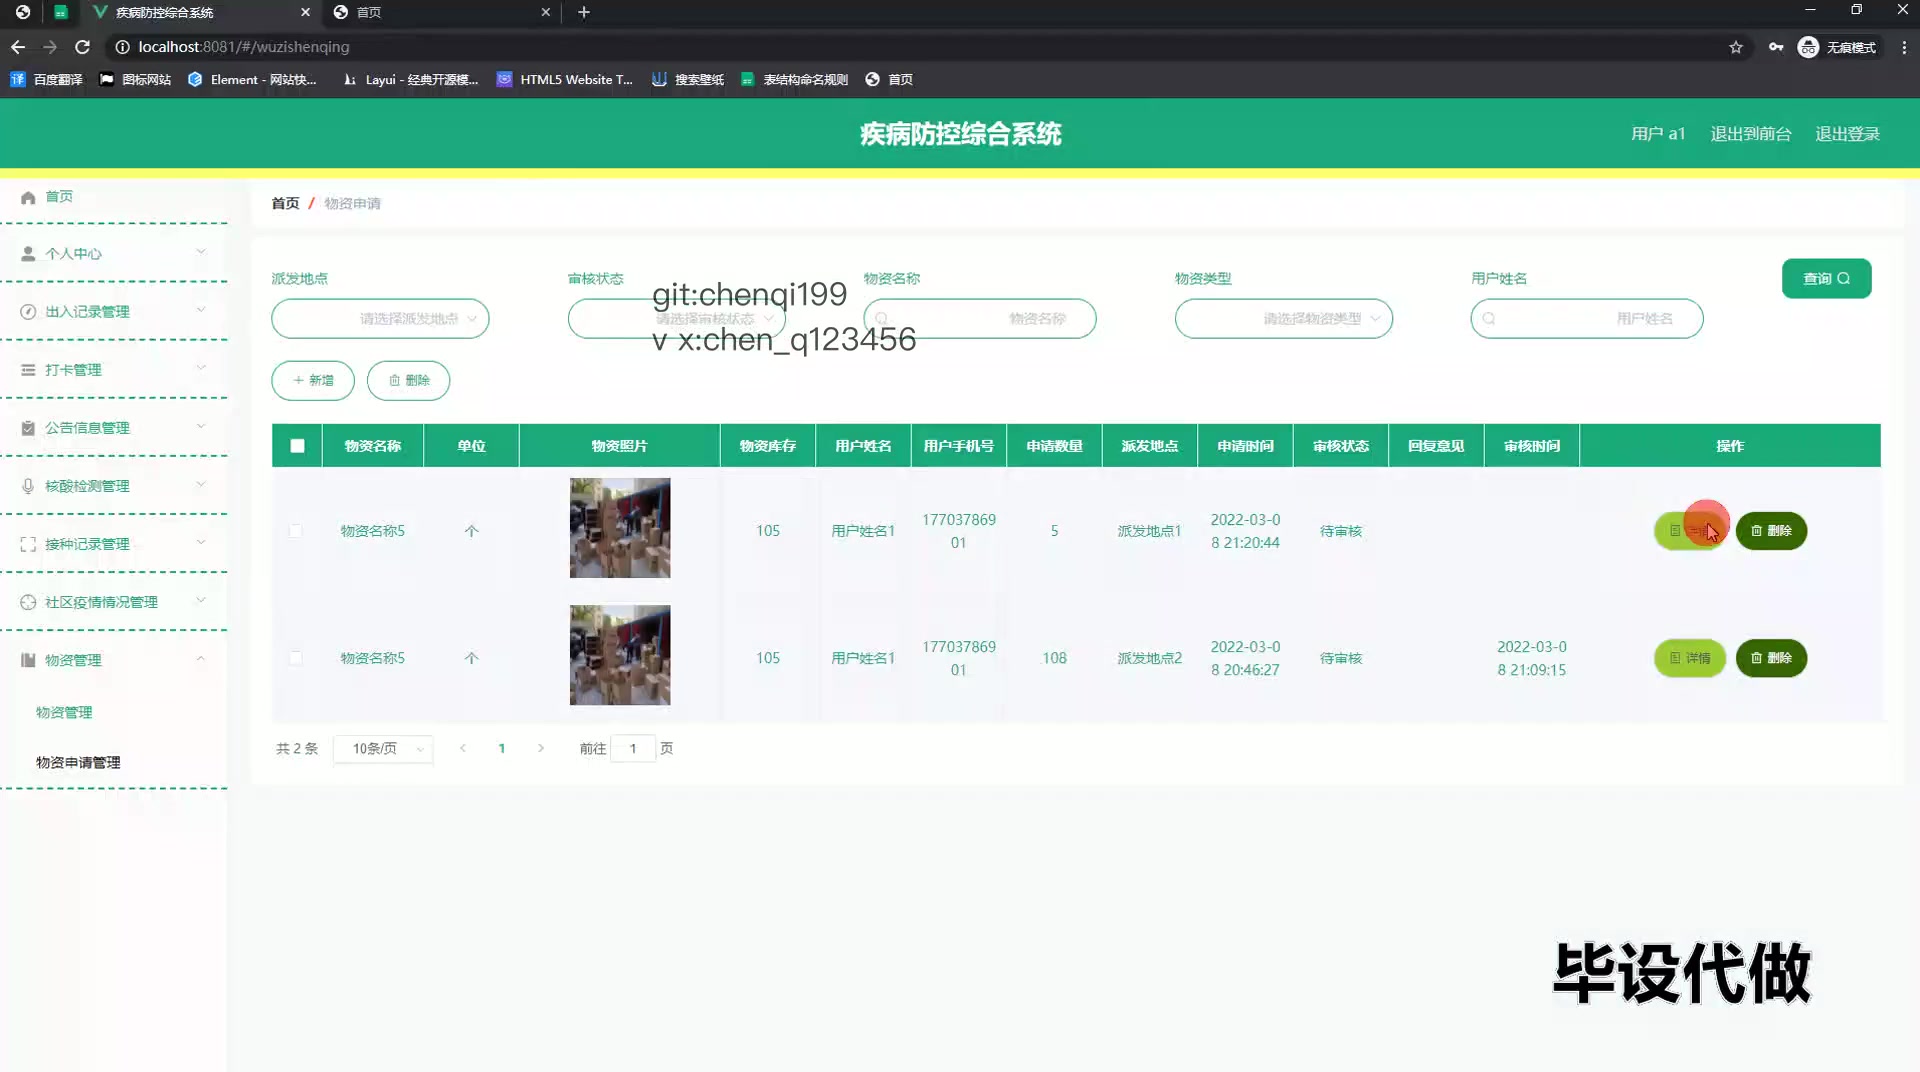 疾病防控综合系统
首页
localhost:8081/#/wuzishenqing
无痕模式
百度翻译
图标网站
Element - 网站快...
Layui - 经典开源模...
HTML5 Website T...
搜索壁纸
表结构命名规则
首页
疾病防控综合系统
用户 a1
退出到前台
退出登录
首页
个人中心
出入记录管理
打卡管理
公告信息管理
核酸检测管理
接种记录管理
社区疫情情况管理
物资管理
物资管理
物资申请管理
首页 / 物资申请
派发地点
审核状态
物资名称
物资类型
用户姓名
查询
请选择派发地点
请选择审核状态
物资名称
请选择物资类型
用户姓名
git:chenqi199
v x:chen_q123456
新增
删除
物资名称 单位 物资照片 物资库存 用户姓名 用户手机号 申请数量 派发地点 申请时间 审核状态 回复意见 审核时间 操作
物资名称5 个 105 用户姓名1 177037869 5 派发地点1 2022-03-0 待审核 删除
01 8 21:20:44
物资名称5 个 105 用户姓名1 177037869 108 派发地点2 2022-03-0 待审核 2022-03-0 详情 删除
01 8 20:46:27 8 21:09:15
共 2 条
10条/页
1
前往 1 页
毕设代做